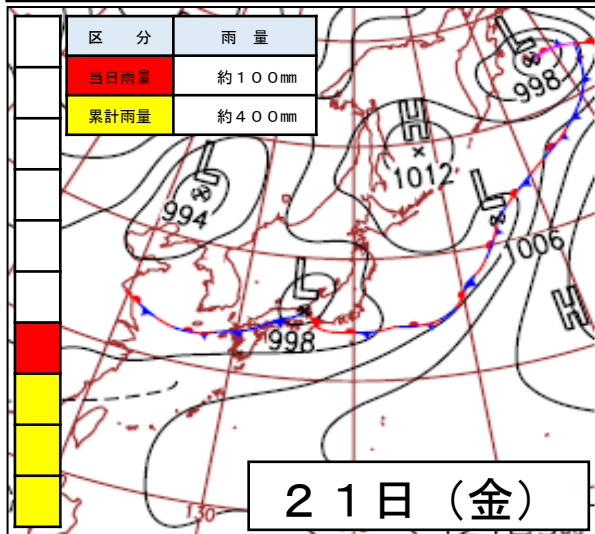 区 分 雨 量
当日雨量 約100㎜
累計雨量 約400㎜
L
998
H
1012
L
994
L
1006
H
L
998
130
21日（金）